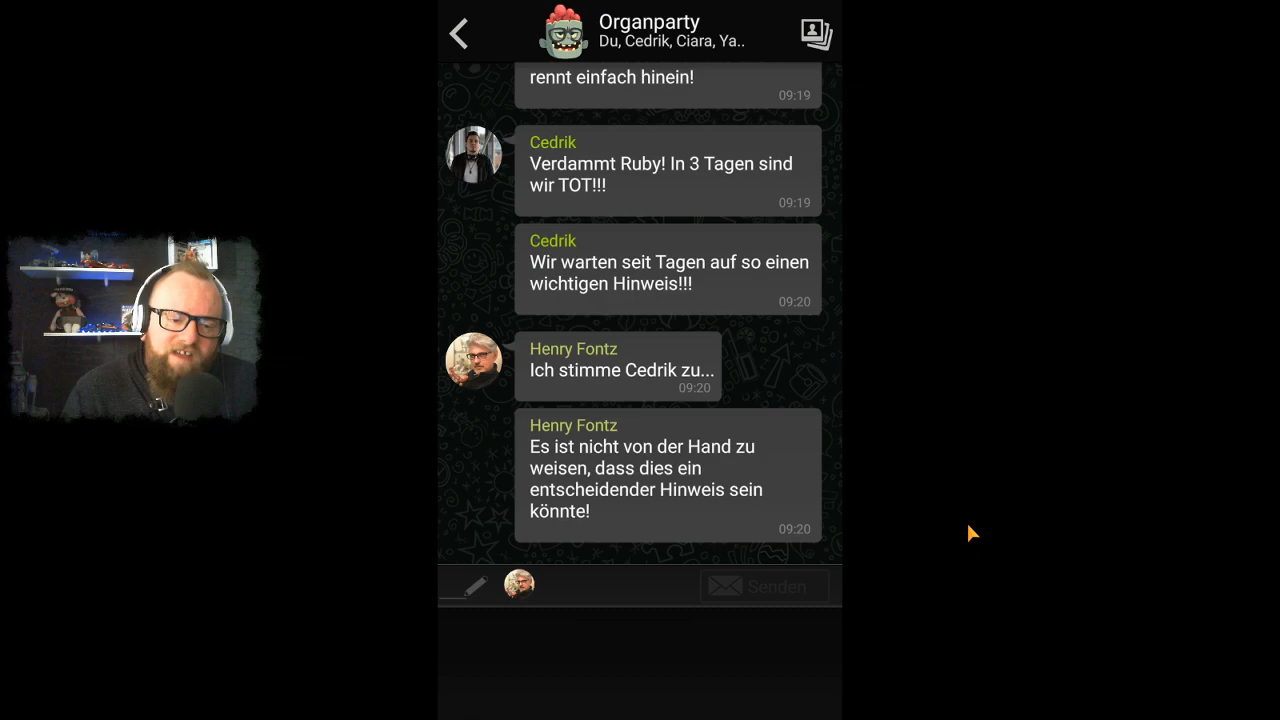 Organparty
Du, Cedrik, Ciara, Ya..
rennt einfach hinein!
09:19
Cedrik
Verdammt Ruby! In 3 Tagen sind
wir TOT!!!
09:19
Cedrik
Wir warten seit Tagen auf so einen
wichtigen Hinweis!!!
09:20
Henry Fontz
Ich stimme Cedrik zu...
09:20
Henry Fontz
Es ist nicht von der Hand zu
weisen, dass dies ein
entscheidender Hinweis sein
könnte!
09:20
Senden